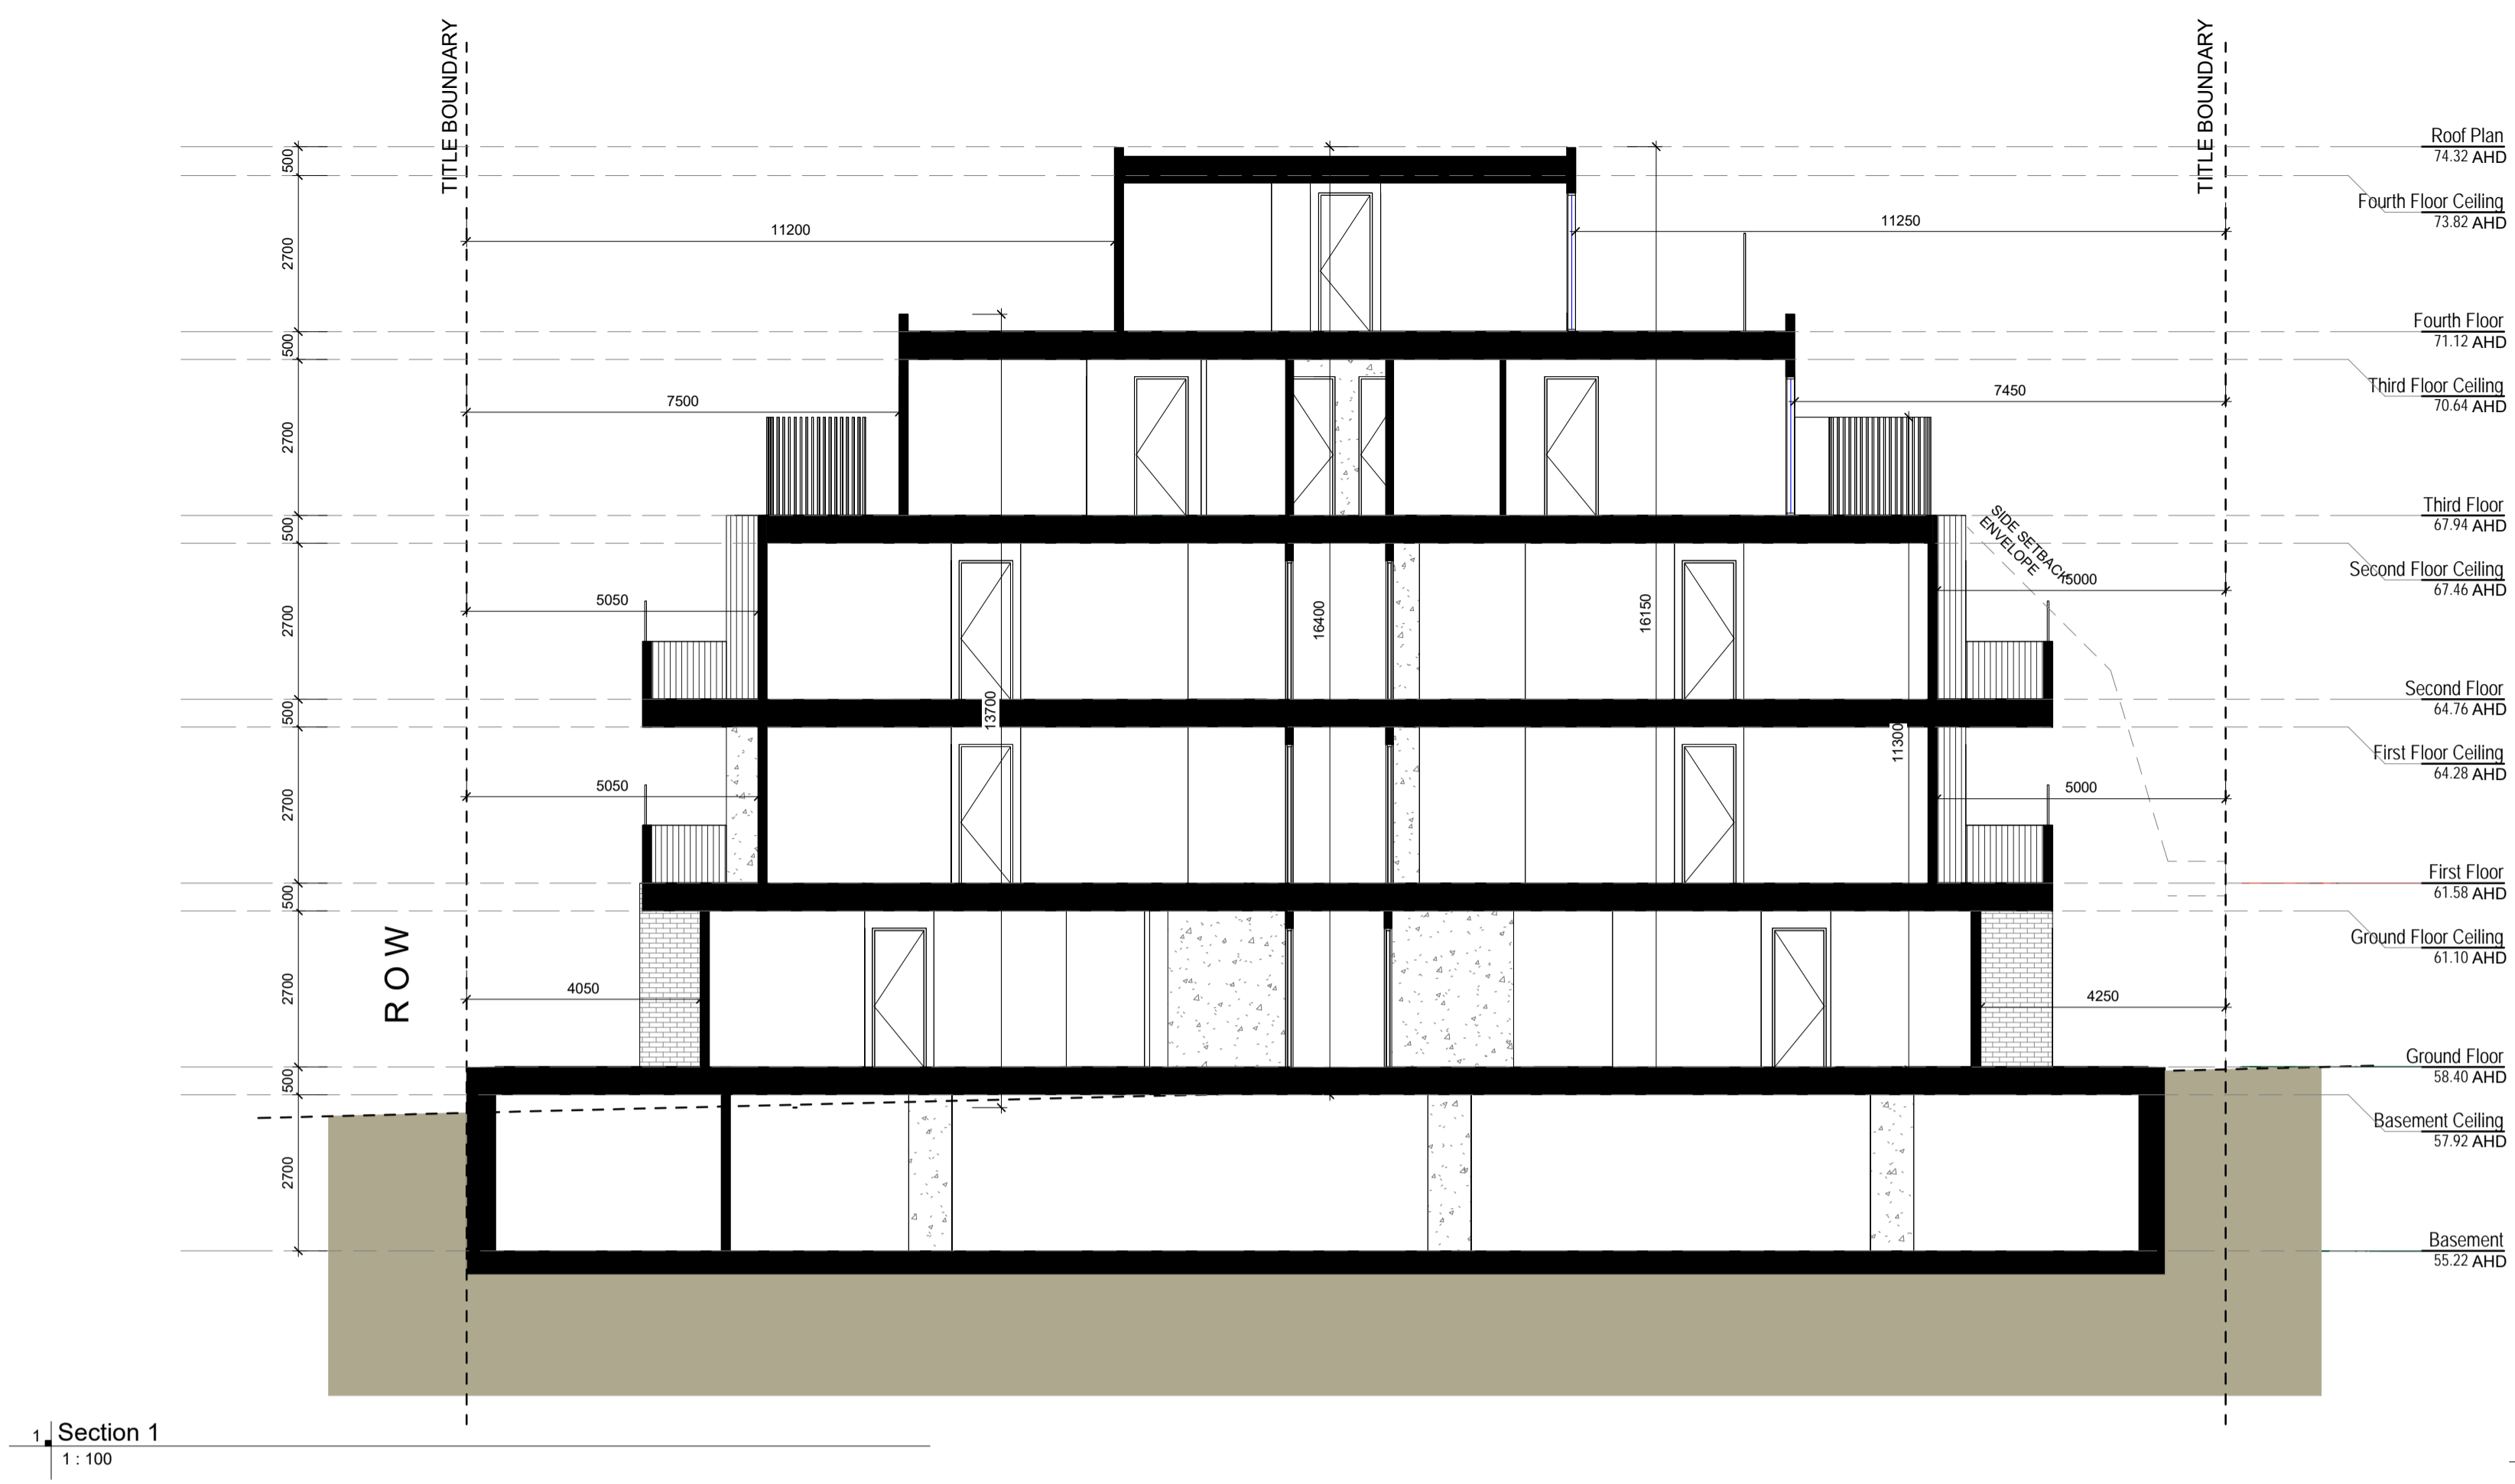 TITLE BOUNDARY
TITLE BOUNDARY
Roof Plan
74.32 AHD
500
Fourth Floor Ceiling
73.82 AHD
11200
11250
2700
Fourth Floor
71.12 AHD
500
Third Floor Ceiling
70.64 AHD
7500
7450
2700
Third Floor
67.94 AHD
500
SIDE SETBACK
ENVELOPE
Second Floor Ceiling
67.46 AHD
5050
5000
2700
16400
16150
Second Floor
64.76 AHD
500
13700
11300
First Floor Ceiling
64.28 AHD
5050
5000
2700
First Floor
61.58 AHD
500
Ground Floor Ceiling
61.10 AHD
ROW
4050
4250
2700
Ground Floor
58.40 AHD
500
Basement Ceiling
57.92 AHD
2700
Basement
55.22 AHD
1
Section 1
1 : 100